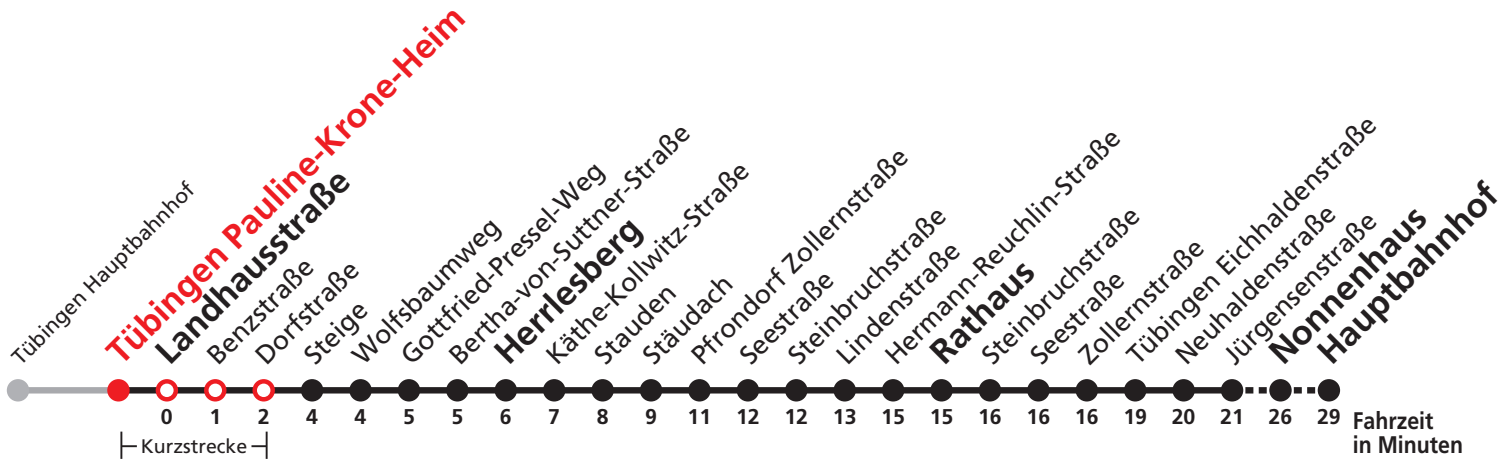 Tübingen Hauptbahnhof
Tübingen Pauline-Krone-Heim
Landhausstraße
Benzstraße
Dorfstraße
Steige
Wolfsbaumweg
Gottfried-Pressel-Weg
Bertha-von-Suttner-Straße
Herrlesberg
Käthe-Kollwitz-Straße
Stauden
Stäudach
Pfrondorf Zollernstraße
Seestraße
Steinbruchstraße
Lindenstraße
Hermann-Reuchlin-Straße
Rathaus
Steinbruchstraße
Seestraße
Zollernstraße
Tübingen Eichhaldenstraße
Neuhaldenstraße
Jürgensenstraße
Nonnenhaus
Hauptbahnhof
0 1 2 4 4 5 5 6 7 8 9 11 12 12 13 15 15 16 16 16 19 20 21 26 29
Fahrzeit
in Minuten
Kurzstrecke